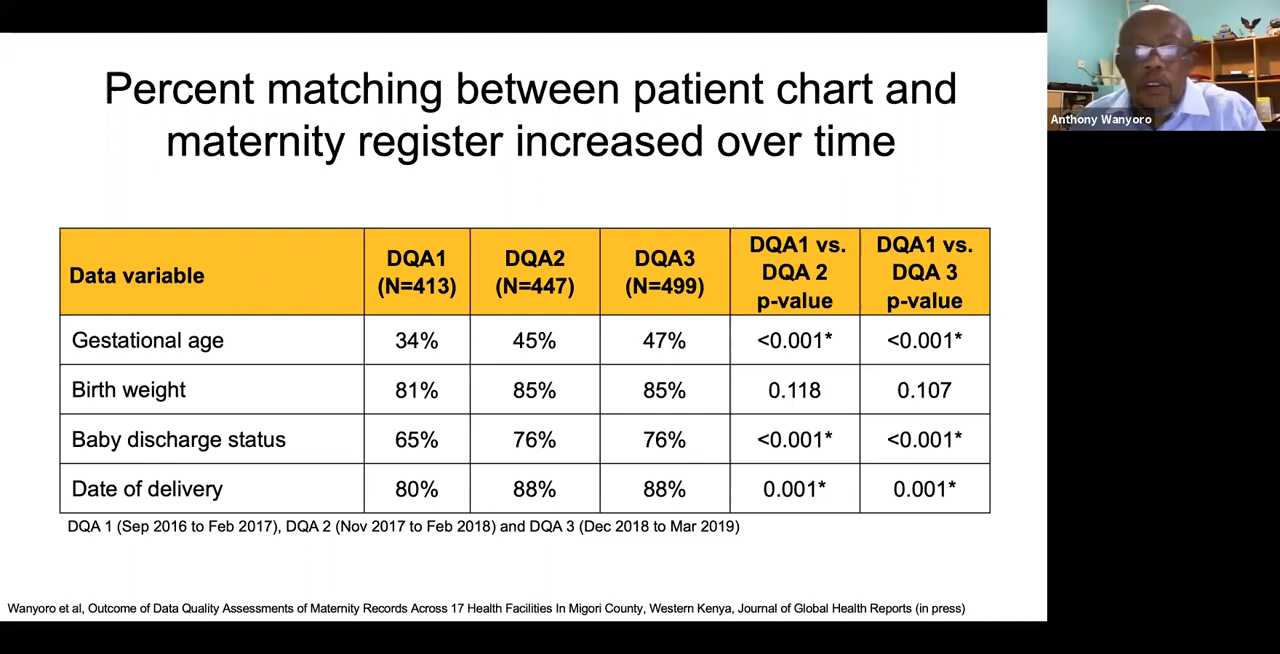 Percent matching between patient chart and
maternity register increased over time
Anthony Wanyoro
Data variable
DQA1
(N=413)
DQA2
(N=447)
DQA3
(N=499)
DQA1 vs.
DQA 2
p-value
DQA1 vs.
DQA 3
p-value
Gestational age 34% 45% 47% <0.001* <0.001*
Birth weight 81% 85% 85% 0.118 0.107
Baby discharge status 65% 76% 76% <0.001* <0.001*
Date of delivery 80% 88% 88% 0.001* 0.001*
DQA 1 (Sep 2016 to Feb 2017), DQA 2 (Nov 2017 to Feb 2018) and DQA 3 (Dec 2018 to Mar 2019)
Wanyoro et al, Outcome of Data Quality Assessments of Maternity Records Across 17 Health Facilities In Migori County, Western Kenya, Journal of Global Health Reports (in press)